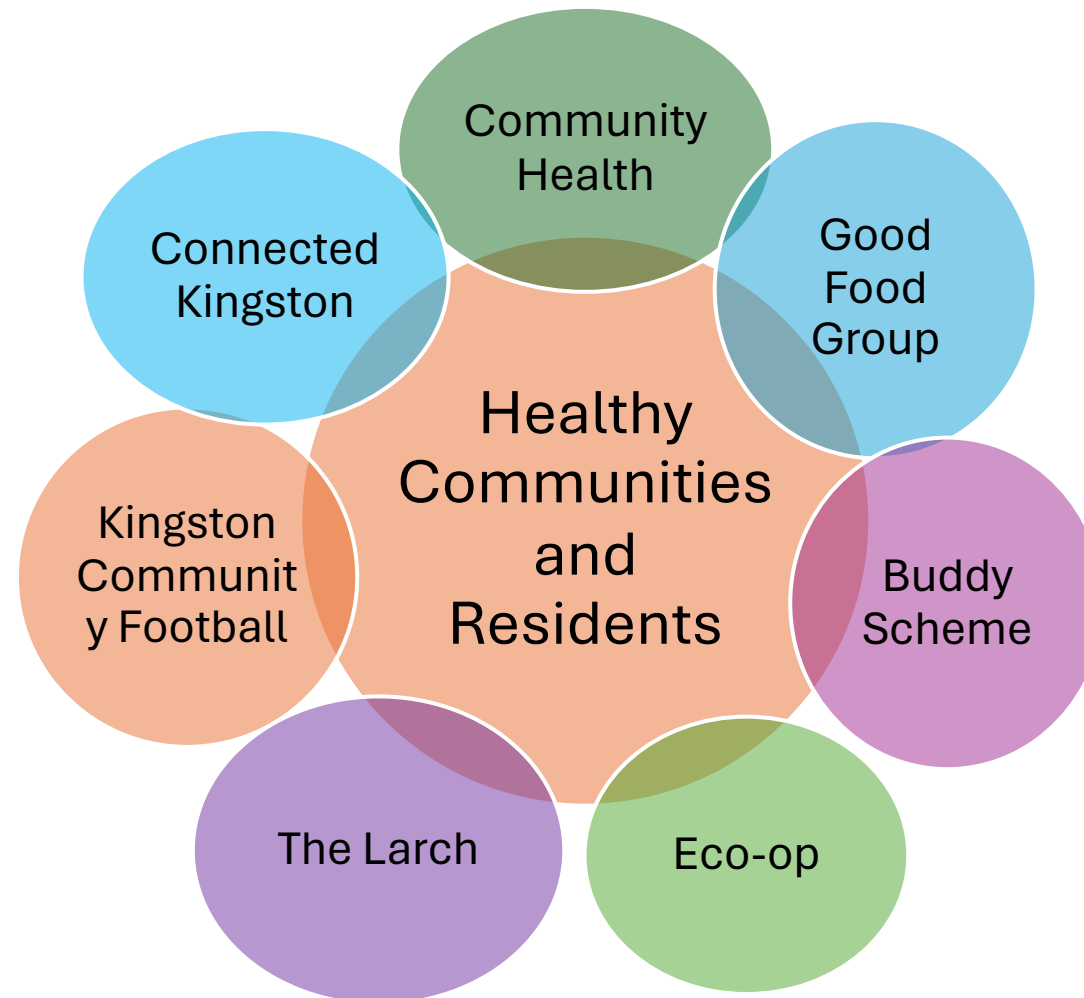 Community
Health
Connected
Kingston
Good
Food
Group
Healthy
Communities
and
Residents
Kingston
Communit
y Football
Buddy
Scheme
The Larch
Eco-op